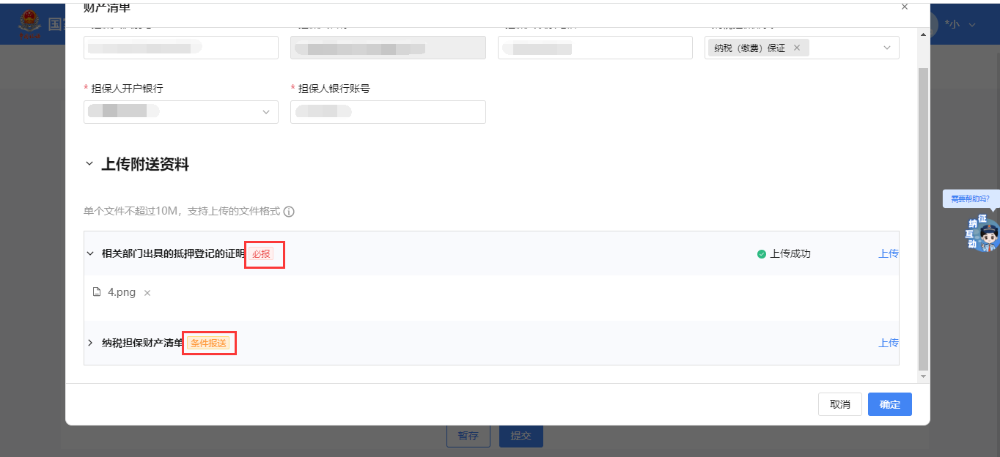 财产清单
国
*小
纳税（缴费）保证
* 担保人开户银行
* 担保人银行账号
上传附送资料
单个文件不超过10M，支持上传的文件格式
需要帮助吗?
征纳互动
相关部门出具的抵押登记的证明 必报
上传成功
上传
4.png
纳税担保财产清单 条件报送
上传
取消
确定
暂存
提交